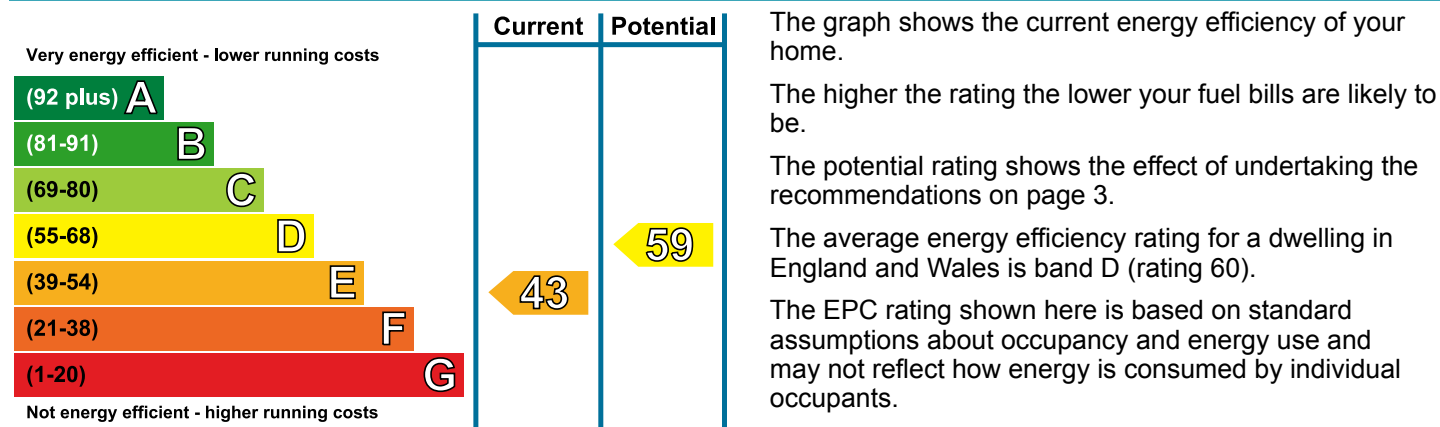 Current Potential
Very energy efficient - lower running costs
(92 plus) A
(81-91) B
(69-80) C
(55-68) D
(39-54) E
(21-38) F
(1-20) G
Not energy efficient - higher running costs
43
59
The graph shows the current energy efficiency of your
home.
The higher the rating the lower your fuel bills are likely to
be.
The potential rating shows the effect of undertaking the
recommendations on page 3.
The average energy efficiency rating for a dwelling in
England and Wales is band D (rating 60).
The EPC rating shown here is based on standard
assumptions about occupancy and energy use and
may not reflect how energy is consumed by individual
occupants.